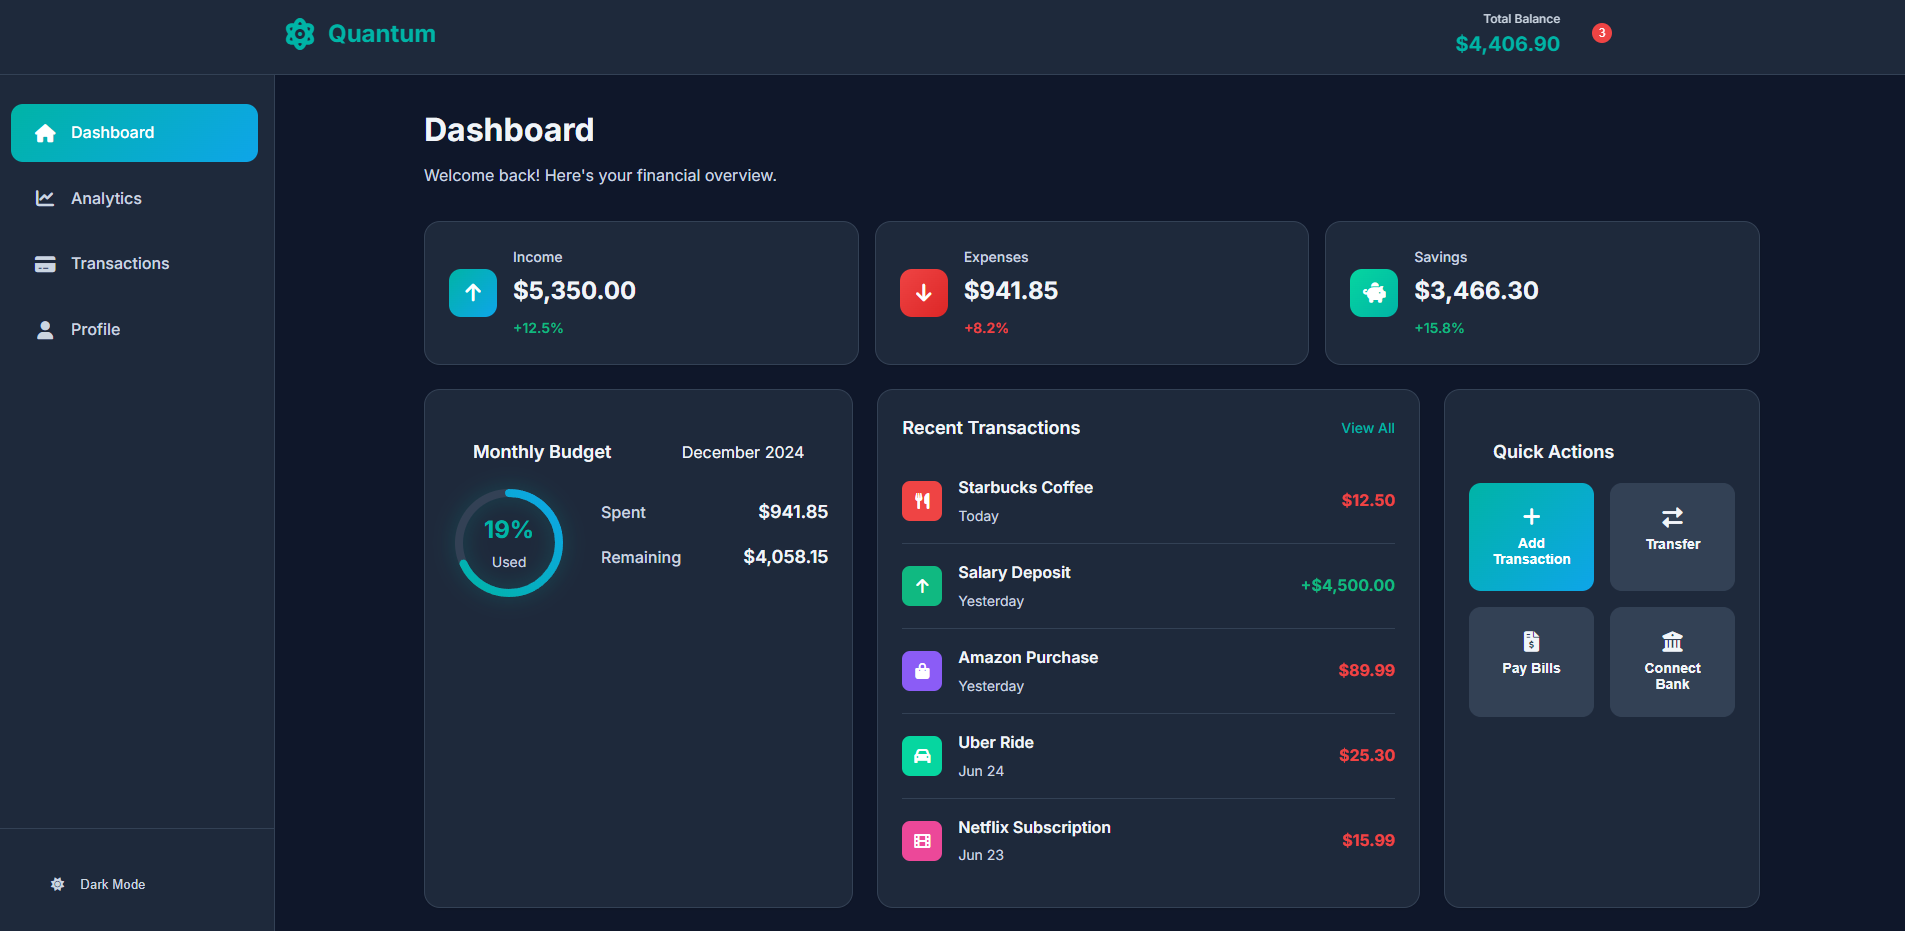 Quantum
Total Balance
$4,406.90
3
Dashboard
Analytics
Transactions
Profile
Dark Mode
Dashboard
Welcome back! Here's your financial overview.
Income
$5,350.00
+12.5%
Expenses
$941.85
+8.2%
Savings
$3,466.30
+15.8%
Monthly Budget
December 2024
19%
Used
Spent
$941.85
Remaining
$4,058.15
Recent Transactions
View All
Starbucks Coffee
Today
$12.50
Salary Deposit
Yesterday
+$4,500.00
Amazon Purchase
Yesterday
$89.99
Uber Ride
Jun 24
$25.30
Netflix Subscription
Jun 23
$15.99
Quick Actions
Add
Transaction
Transfer
Pay Bills
Connect
Bank